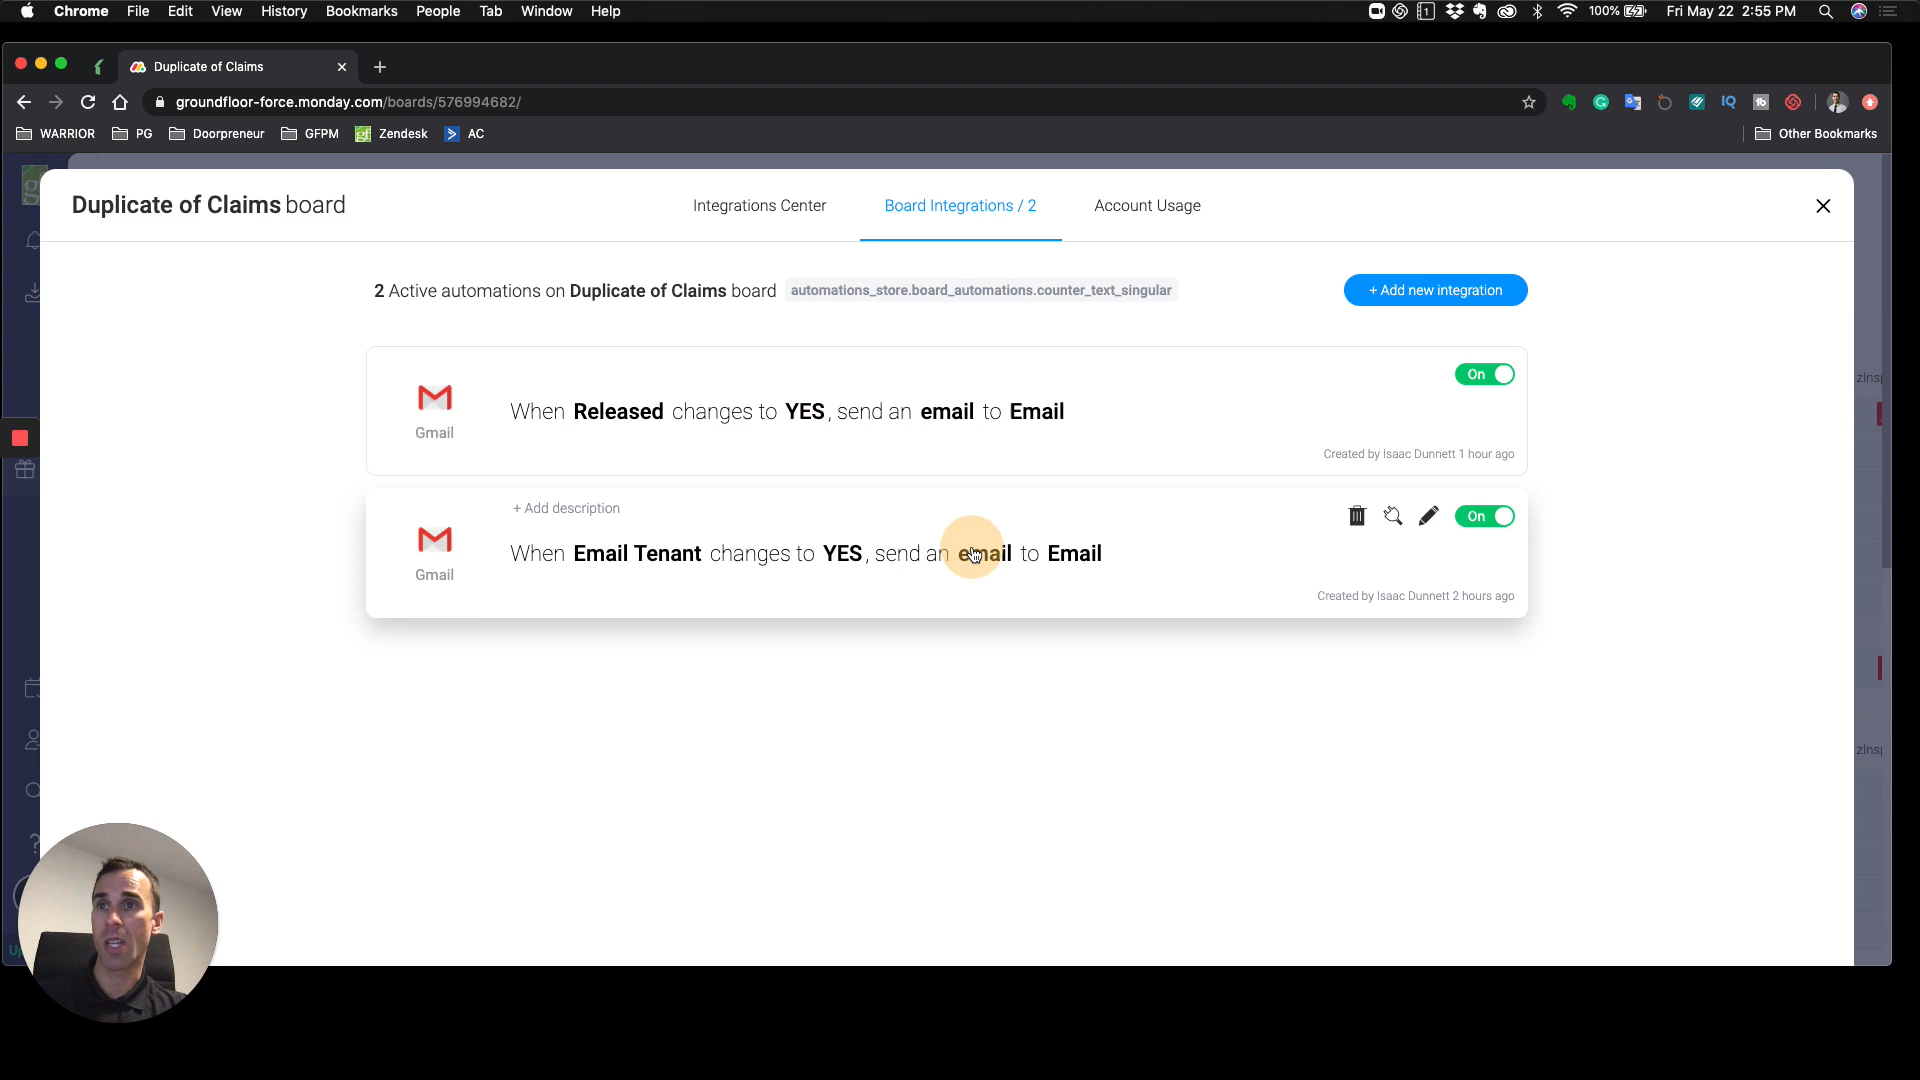 Chrome File Edit View History Bookmarks People Tab Window Help
1 100% Fri May 22 2:55 PM
Duplicate of Claims
groundfloor-force.monday.com/boards/576994682/
WARRIOR PG Doorpreneur GFPM gf Zendesk AC Other Bookmarks
Duplicate of Claims board
Integrations Center Board Integrations / 2 Account Usage
2 Active automations on Duplicate of Claims board automations_store.board_automations.counter_text_singular + Add new integration
On
When Released changes to YES, send an email to Email
Gmail
Created by Isaac Dunnett 1 hour ago
+ Add description
On
When Email Tenant changes to YES, send an email to Email
Gmail
Created by Isaac Dunnett 2 hours ago